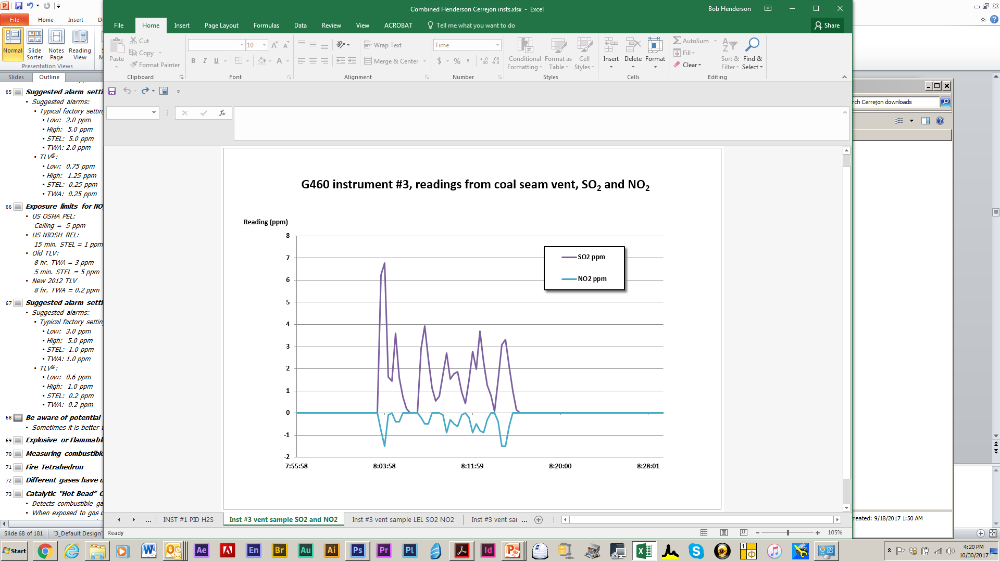 Combined Henderson Cerrejon insts.xlsx - Excel
Bob Henderson
File
Home
Insert
File
Home
Insert
Page Layout
Formulas
Data
Review
View
ACROBAT
Tell me what you want to do
Share
Normal
Slide Sorter
Notes Page
Reading View
Presentation Views
Paste
Cut
Copy
Format Painter
Clipboard
10
B I U
Font
Wrap Text
Merge & Center
Alignment
Time
$ % ,
Number
Conditional Formatting
Format as Table
Cell Styles
Styles
Insert
Delete
Format
Cells
AutoSum
Fill
Clear
Sort & Filter
Find & Select
Editing
Slides
Outline
65 Suggested alarm
• Suggested alarms:
• Typical factory
• Low: 2.0 ppm
• High: 5.0 ppm
• STEL: 5.0 ppm
• TWA: 2.0 ppm
• TLV®:
• Low: 0.75 ppm
• High: 1.25 ppm
• STEL: 0.25 ppm
• TWA: 0.25 ppm
66 Exposure limits for
• US OSHA PEL:
Ceiling = 5 ppm
• US NIOSH REL:
15 min. STEL = 1 ppm
• Old TLV:
8 hr. TWA = 3 ppm
5 min. STEL = 5 ppm
• New 2012 TLV
8 hr. TWA = 0.2 ppm
67 Suggested alarm
• Suggested alarms:
• Typical factory
• Low: 3.0 ppm
• High: 5.0 ppm
• STEL: 1.0 ppm
• TWA: 1.0 ppm
• TLV®:
• Low: 0.6 ppm
• High: 1.0 ppm
• STEL: 0.2 ppm
• TWA: 0.2 ppm
68 Be aware of potential
• Sometimes it is better
69 Explosive or
70 Measuring
71 Fire Tetrahedron
72 Different gases have
73 Catalytic “Hot Bead”
• Detects combustible
• When exposed to gas
Slide 68 of 181
"3_Default Design"
fx
Cerrejon downloads
G460 instrument #3, readings from coal seam vent, SO2 and NO2
Reading (ppm)
8
7
6
5
4
3
2
1
0
-1
-2
SO2 ppm
NO2 ppm
7:55:58
8:03:58
8:11:59
8:20:00
8:28:01
...
INST #1 PID H2S
Inst #3 vent sample SO2 and NO2
Inst #3 vent sample LEL SO2 NO2
Inst #3 vent
...
Ready
105%
9/18/2017 1:50 AM
Start
W
Ae
En
Br
Au
Ai
Ps
Pr
Pl
Id
4:20 PM
10/30/2017